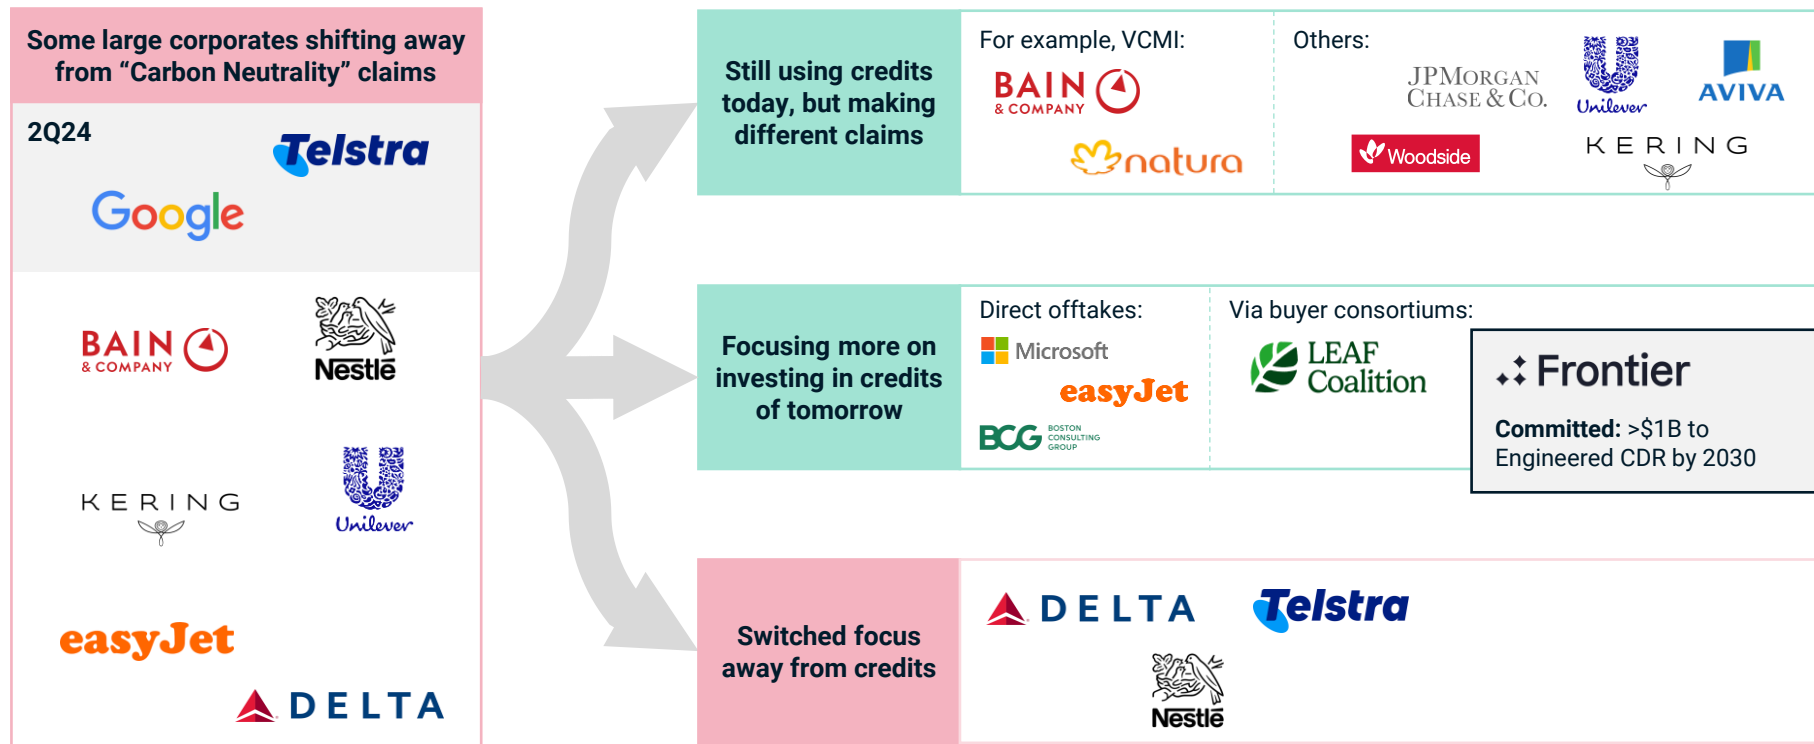 Some large corporates shifting away
from “Carbon Neutrality” claims
2Q24
Telstra
Google
BAIN
& COMPANY
Nestlé
KERING
Unilever
easyJet
DELTA
Still using credits
today, but making
different claims
For example, VCMI:
BAIN
& COMPANY
natura
Others:
JPMORGAN
CHASE & CO.
Unilever
AVIVA
Woodside
KERING
Focusing more on
investing in credits
of tomorrow
Direct offtakes:
Microsoft
easyJet
BCG
BOSTON
CONSULTING
GROUP
Via buyer consortiums:
LEAF
Coalition
Frontier
Committed: >$1B to
Engineered CDR by 2030
Switched focus
away from credits
DELTA
Telstra
Nestlé